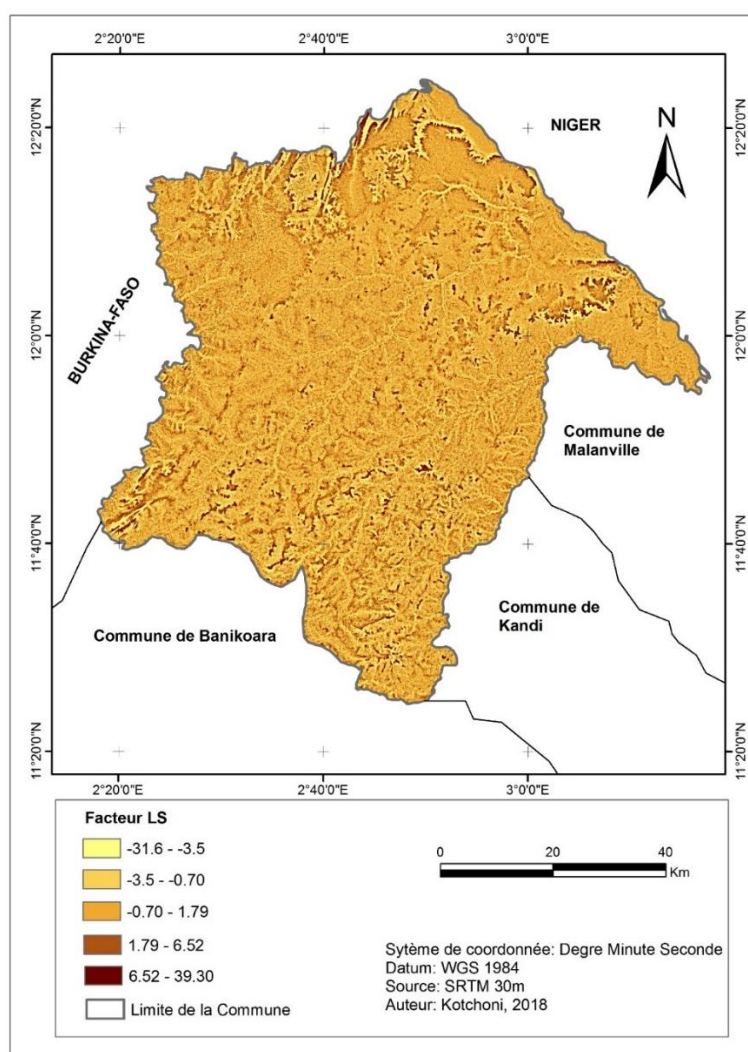 2°20'0"E 2°40'0"E 3°0'0"E
12°20'0"N 12°20'0"N
NIGER
N
BURKINA-FASO
12°0'0"N 12°0'0"N
Commune de
Malanville
11°40'0"N 11°40'0"N
Commune de Banikoara
Commune de
Kandi
11°20'0"N 11°20'0"N
2°20'0"E 2°40'0"E 3°0'0"E
Facteur LS
-31.6 - -3.5
-3.5 - -0.70
-0.70 - 1.79
1.79 - 6.52
6.52 - 39.30
Limite de la Commune
0 20 40
Km
Sytème de coordonnée: Degre Minute Seconde
Datum: WGS 1984
Source: SRTM 30m
Auteur: Kotchoni, 2018